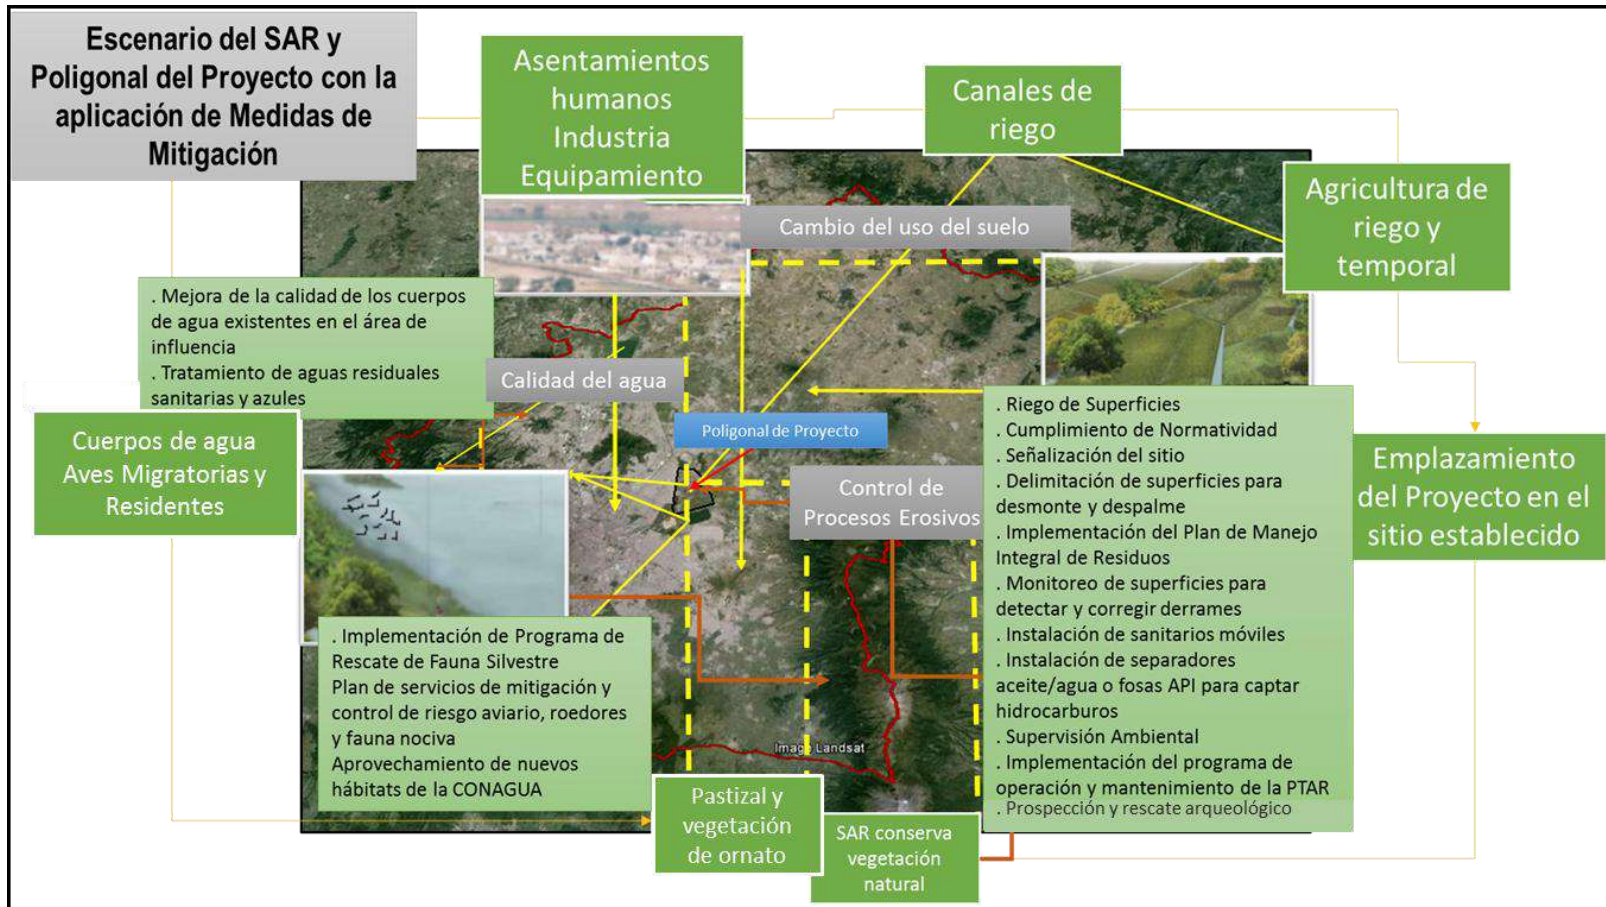 Escenario del SAR y
Poligonal del Proyecto con la
aplicación de Medidas de
Mitigación
Asentamientos
humanos
Industria
Equipamiento
Canales de
riego
Agricultura de
riego y
temporal
Cambio del uso del suelo
. Mejora de la calidad de los cuerpos
de agua existentes en el área de
influencia
. Tratamiento de aguas residuales
sanitarias y azules
Calidad del agua
Cuerpos de agua
Aves Migratorias y
Residentes
Poligonal de Proyecto
Control de
Procesos Erosivos
. Riego de Superficies
. Cumplimiento de Normatividad
. Señalización del sitio
. Delimitación de superficies para
desmonte y despalme
. Implementación del Plan de Manejo
Integral de Residuos
. Monitoreo de superficies para
detectar y corregir derrames
. Instalación de sanitarios móviles
. Instalación de separadores
aceite/agua o fosas API para captar
hidrocarburos
. Supervisión Ambiental
. Implementación del programa de
operación y mantenimiento de la PTAR
. Prospección y rescate arqueológico
Emplazamiento
del Proyecto en el
sitio establecido
. Implementación de Programa de
Rescate de Fauna Silvestre
Plan de servicios de mitigación y
control de riesgo aviario, roedores
y fauna nociva
Aprovechamiento de nuevos
hábitats de la CONAGUA
Image Landsat
Pastizal y
vegetación
de ornato
SAR conserva
vegetación
natural